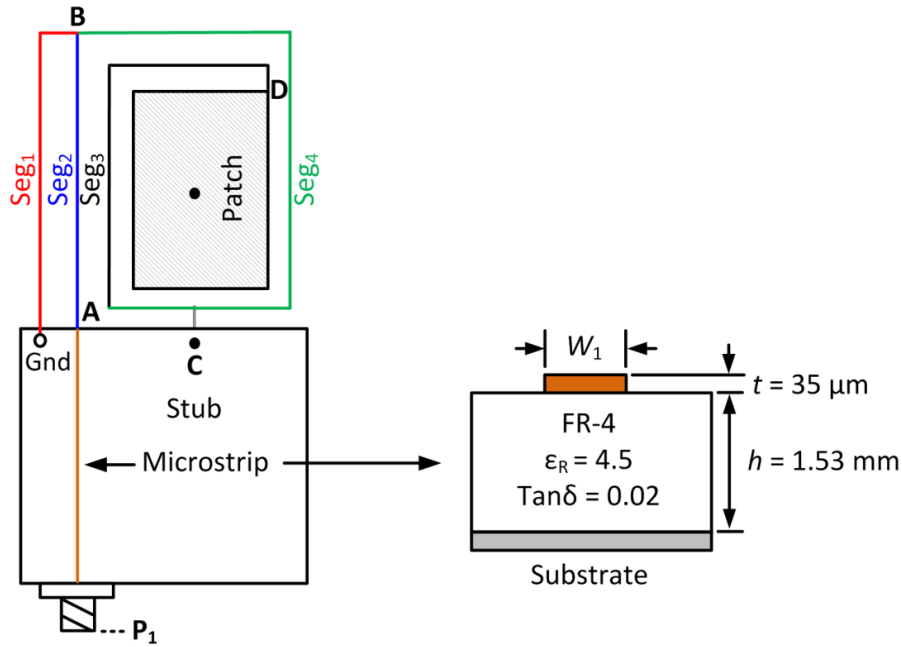 B
D
Seg₁
Seg₂
Seg₃
Patch
Seg₄
A
Gnd
C
Stub
Microstrip
P₁
W₁
t = 35 µm
FR-4
εR = 4.5
Tanδ = 0.02
h = 1.53 mm
Substrate